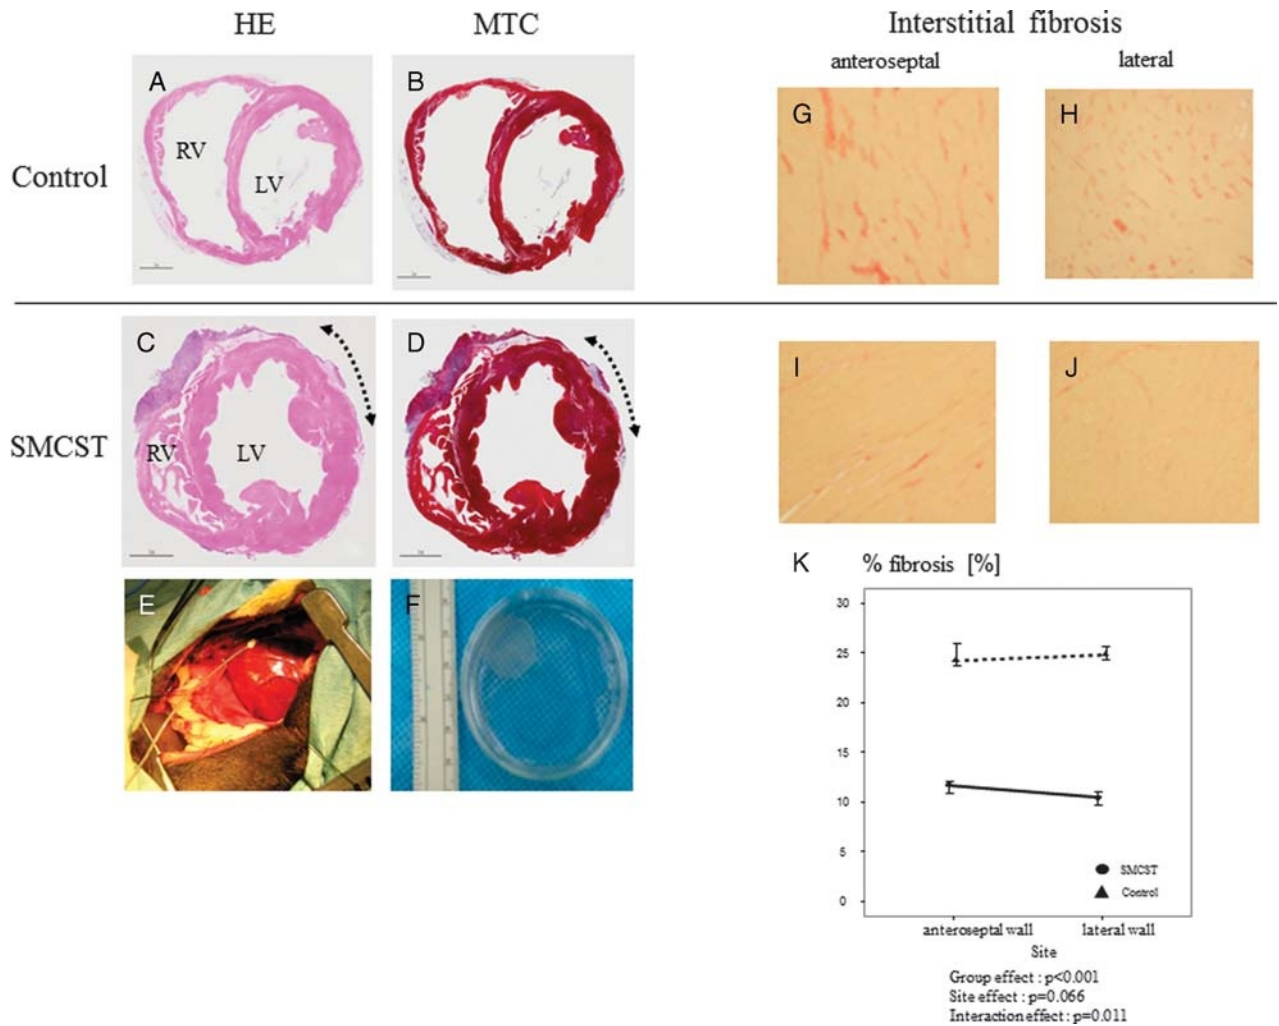 HE
MTC
Interstitial fibrosis
anteroseptal
lateral
Control
A
RV
LV
B
G
H
SMCST
C
RV
LV
D
I
J
E
F
K
% fibrosis [%]
30
25
20
15
10
5
0
SMCST
Control
anteroseptal wall
lateral wall
Site
Group effect : p<0.001
Site effect : p=0.066
Interaction effect : p=0.011